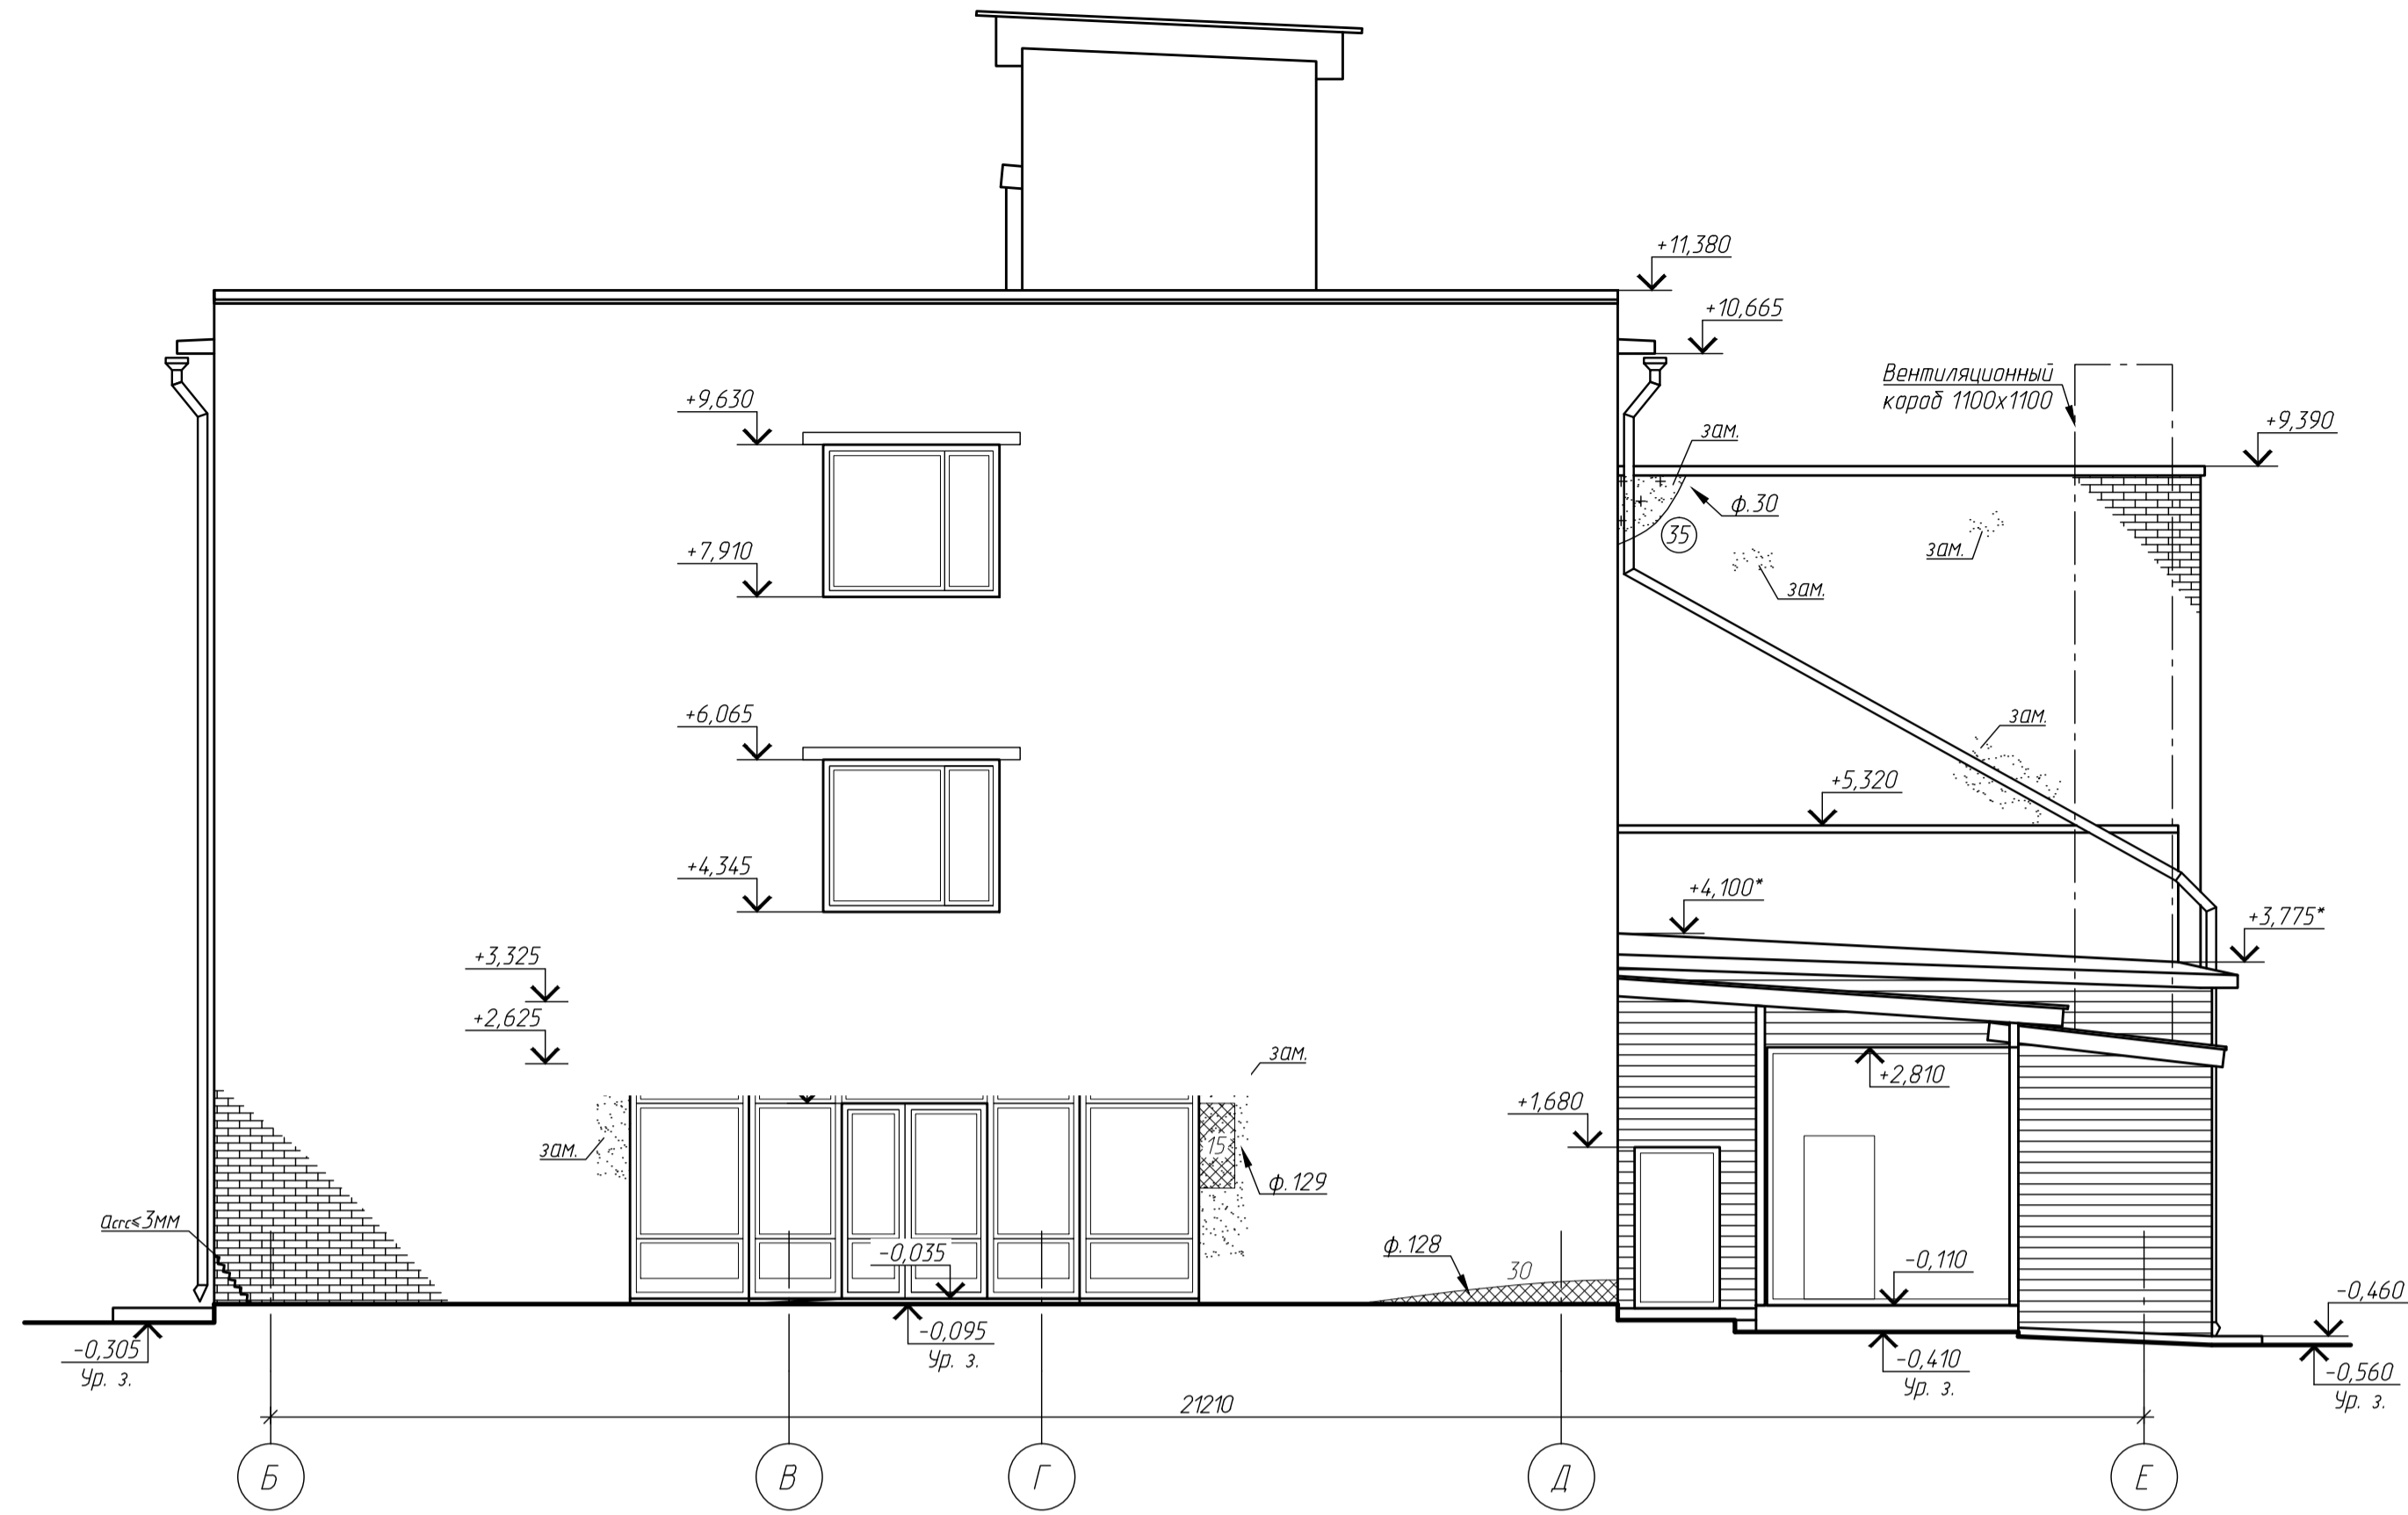 +11,380
+10,665
Вентиляционный
короб 1100х1100
+9,630
+9,390
зам.
ф.30
35
+7,910
зам.
зам.
+6,065
зам.
+5,320
+4,345
+4,100*
+3,775*
+3,325
+2,625
зам.
+2,810
+1,680
15
зам.
ф.129
acrc≤3мм
-0,035
ф.128
30
-0,110
-0,460
-0,305
Ур. з.
-0,095
Ур. з.
-0,410
Ур. з.
-0,560
Ур. з.
21210
Б
В
Г
Д
Е